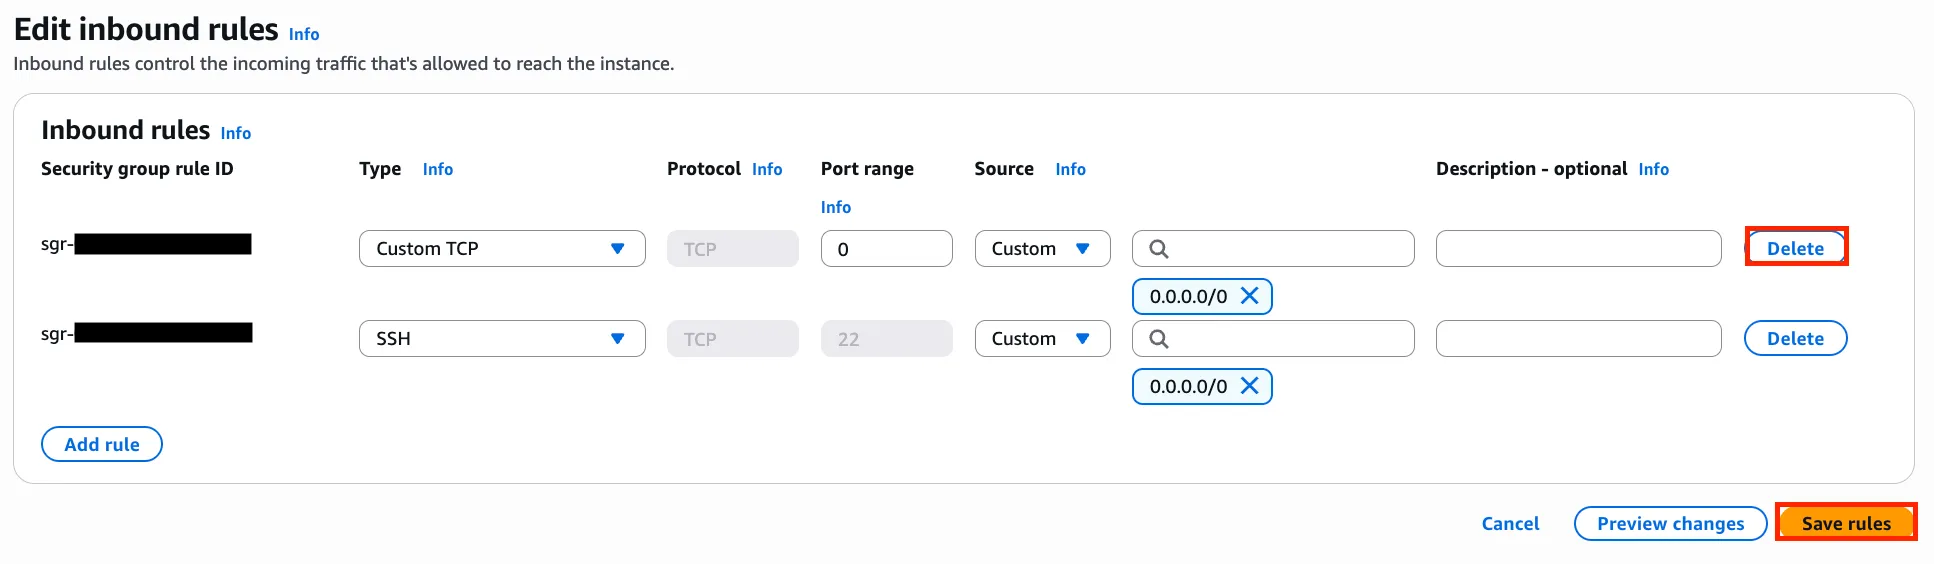 Edit inbound rules Info
Inbound rules control the incoming traffic that's allowed to reach the instance.
Inbound rules Info
Security group rule ID Type Info Protocol Info Port range Info Source Info Description - optional Info
sgr- Custom TCP TCP 0 Custom 0.0.0.0/0 Delete
sgr- SSH TCP 22 Custom 0.0.0.0/0 Delete
Add rule
Cancel Preview changes Save rules